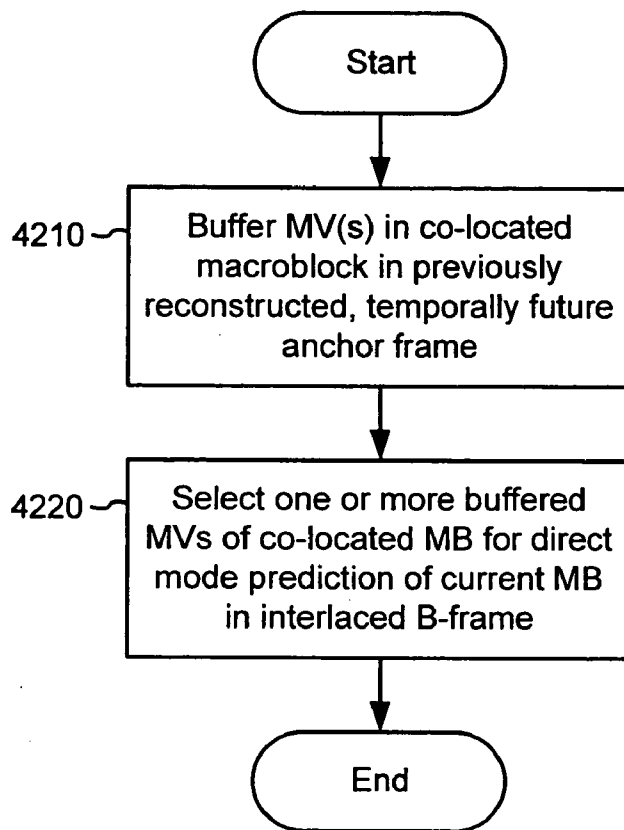 Start
4210
Buffer MV(s) in co-located
macroblock in previously
reconstructed, temporally future
anchor frame
4220
Select one or more buffered
MVs of co-located MB for direct
mode prediction of current MB
in interlaced B-frame
End